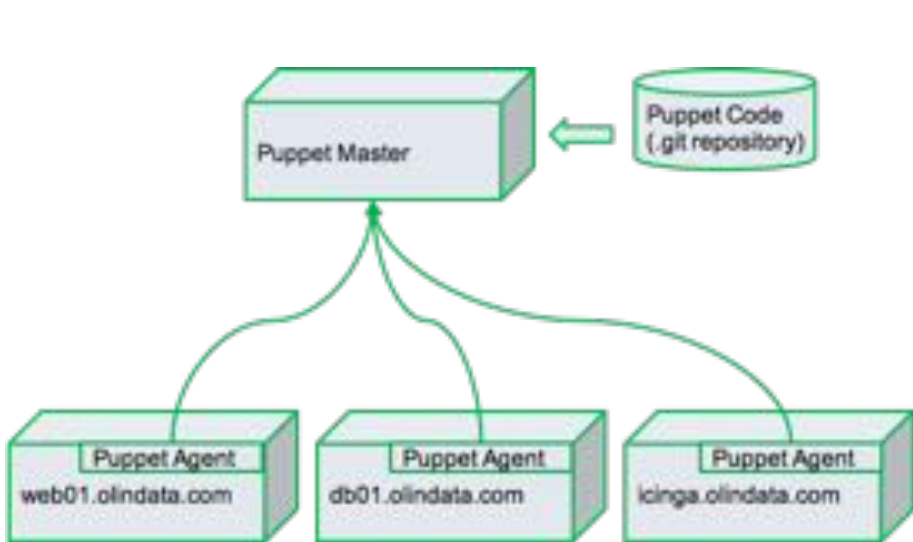 Puppet Master
Puppet Code
(.git repository)
Puppet Agent
web01.olindata.com
Puppet Agent
db01.olindata.com
Puppet Agent
icinga.olindata.com